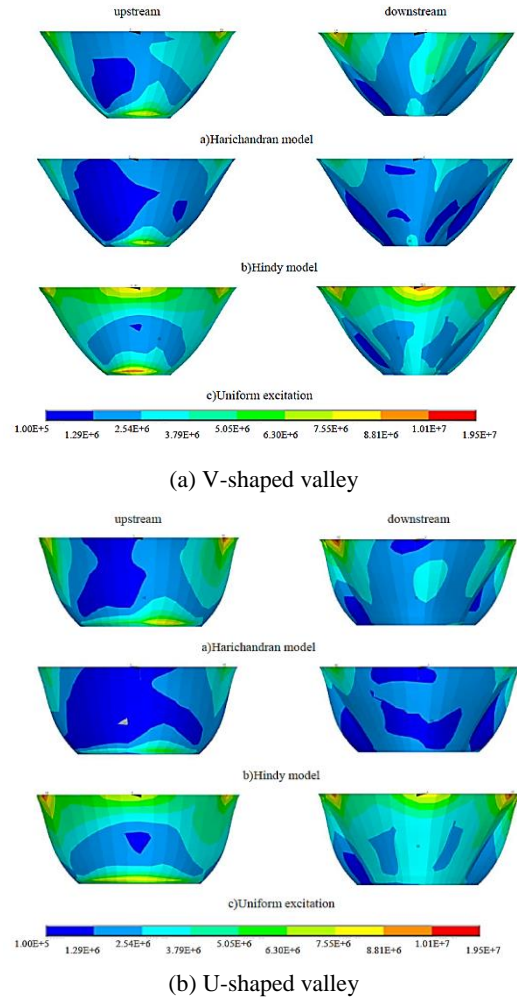 upstream downstream
a)Harichandran model
b)Hindy model
c)Uniform excitation
1.00E+5 1.29E+6 2.54E+6 3.79E+6 5.05E+6 6.30E+6 7.55E+6 8.81E+6 1.01E+7 1.95E+7
(a) V-shaped valley
upstream downstream
a)Harichandran model
b)Hindy model
c)Uniform excitation
1.00E+5 1.29E+6 2.54E+6 3.79E+6 5.05E+6 6.30E+6 7.55E+6 8.81E+6 1.01E+7 1.95E+7
(b) U-shaped valley